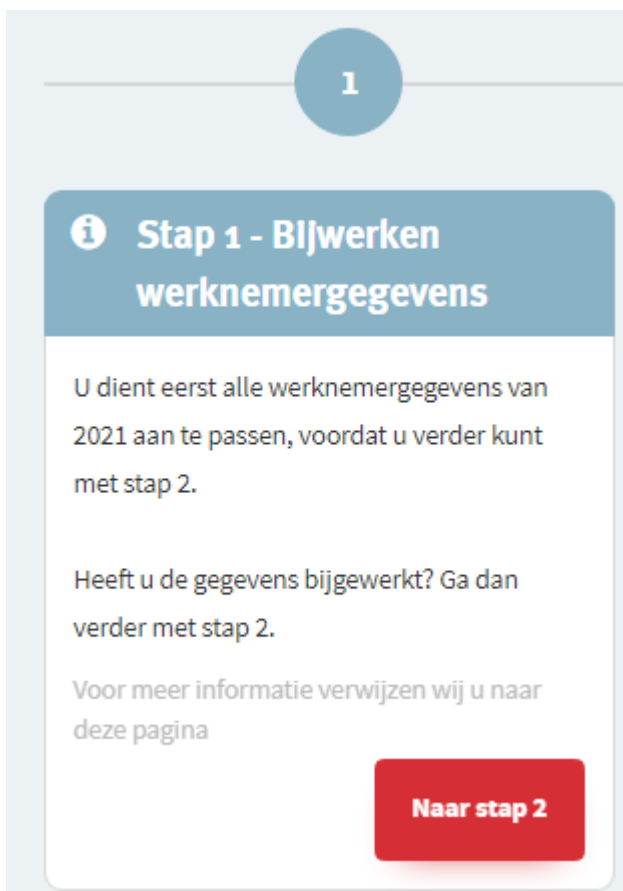 1
Stap 1 - Bijwerken
werknemergegevens
U dient eerst alle werknemergegevens van
2021 aan te passen, voordat u verder kunt
met stap 2.
Heeft u de gegevens bijgewerkt? Ga dan
verder met stap 2.
Voor meer informatie verwijzen wij u naar
deze pagina
Naar stap 2